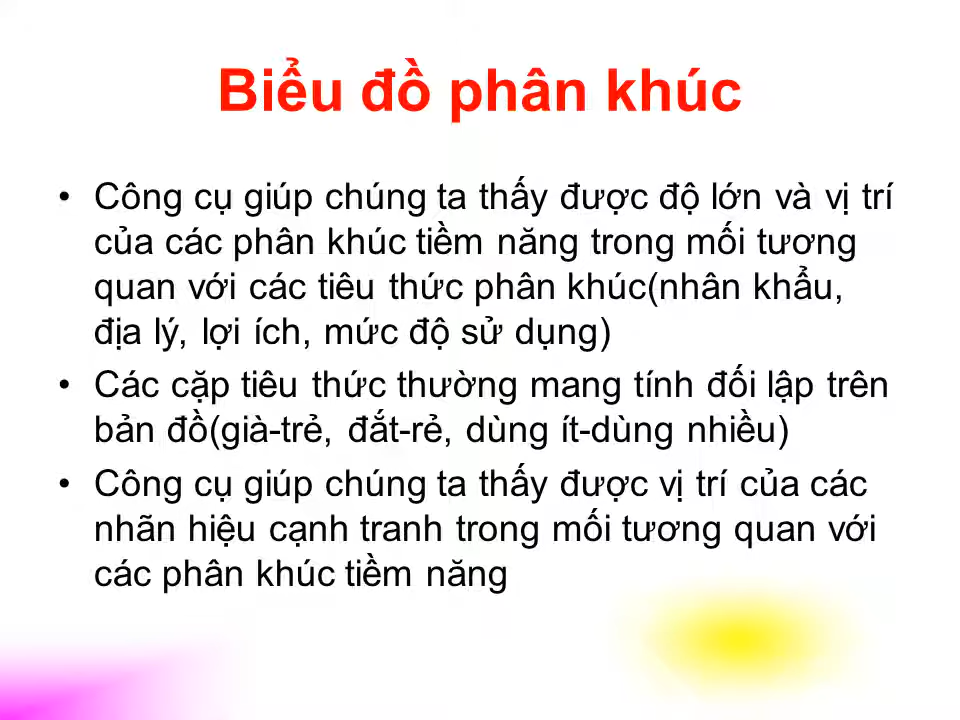 Biểu đồ phân khúc
• Công cụ giúp chúng ta thấy được độ lớn và vị trí
của các phân khúc tiềm năng trong mối tương
quan với các tiêu thức phân khúc(nhân khẩu,
địa lý, lợi ích, mức độ sử dụng)
• Các cặp tiêu thức thường mang tính đối lập trên
bản đồ(già-trẻ, đắt-rẻ, dùng ít-dùng nhiều)
• Công cụ giúp chúng ta thấy được vị trí của các
nhãn hiệu cạnh tranh trong mối tương quan với
các phân khúc tiềm năng